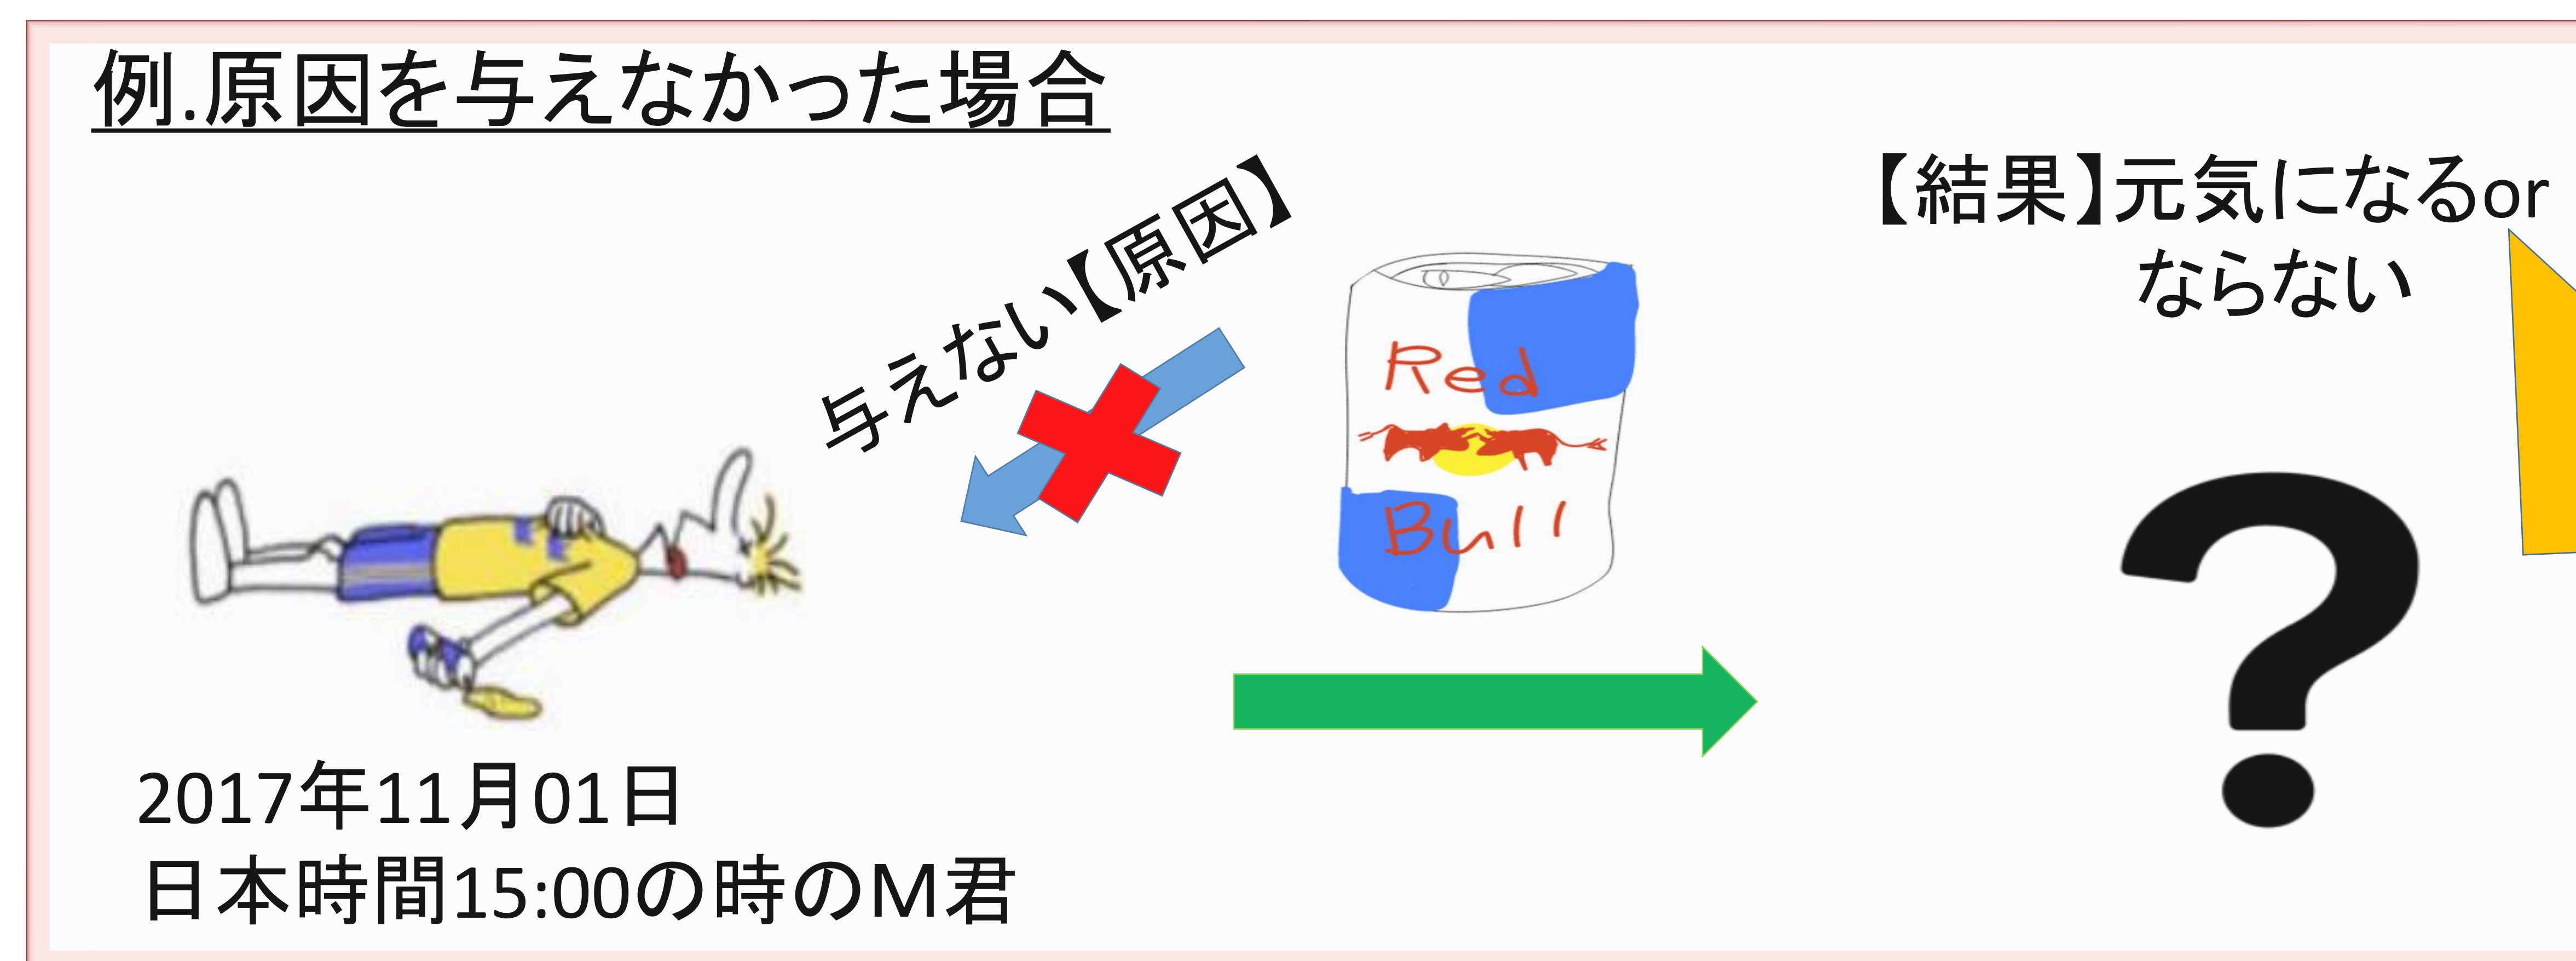 例.原因を与えなかった場合
与えない【原因】
【結果】元気になるor
ならない
Red
Bull
2017年11月01日
日本時間15:00の時のM君